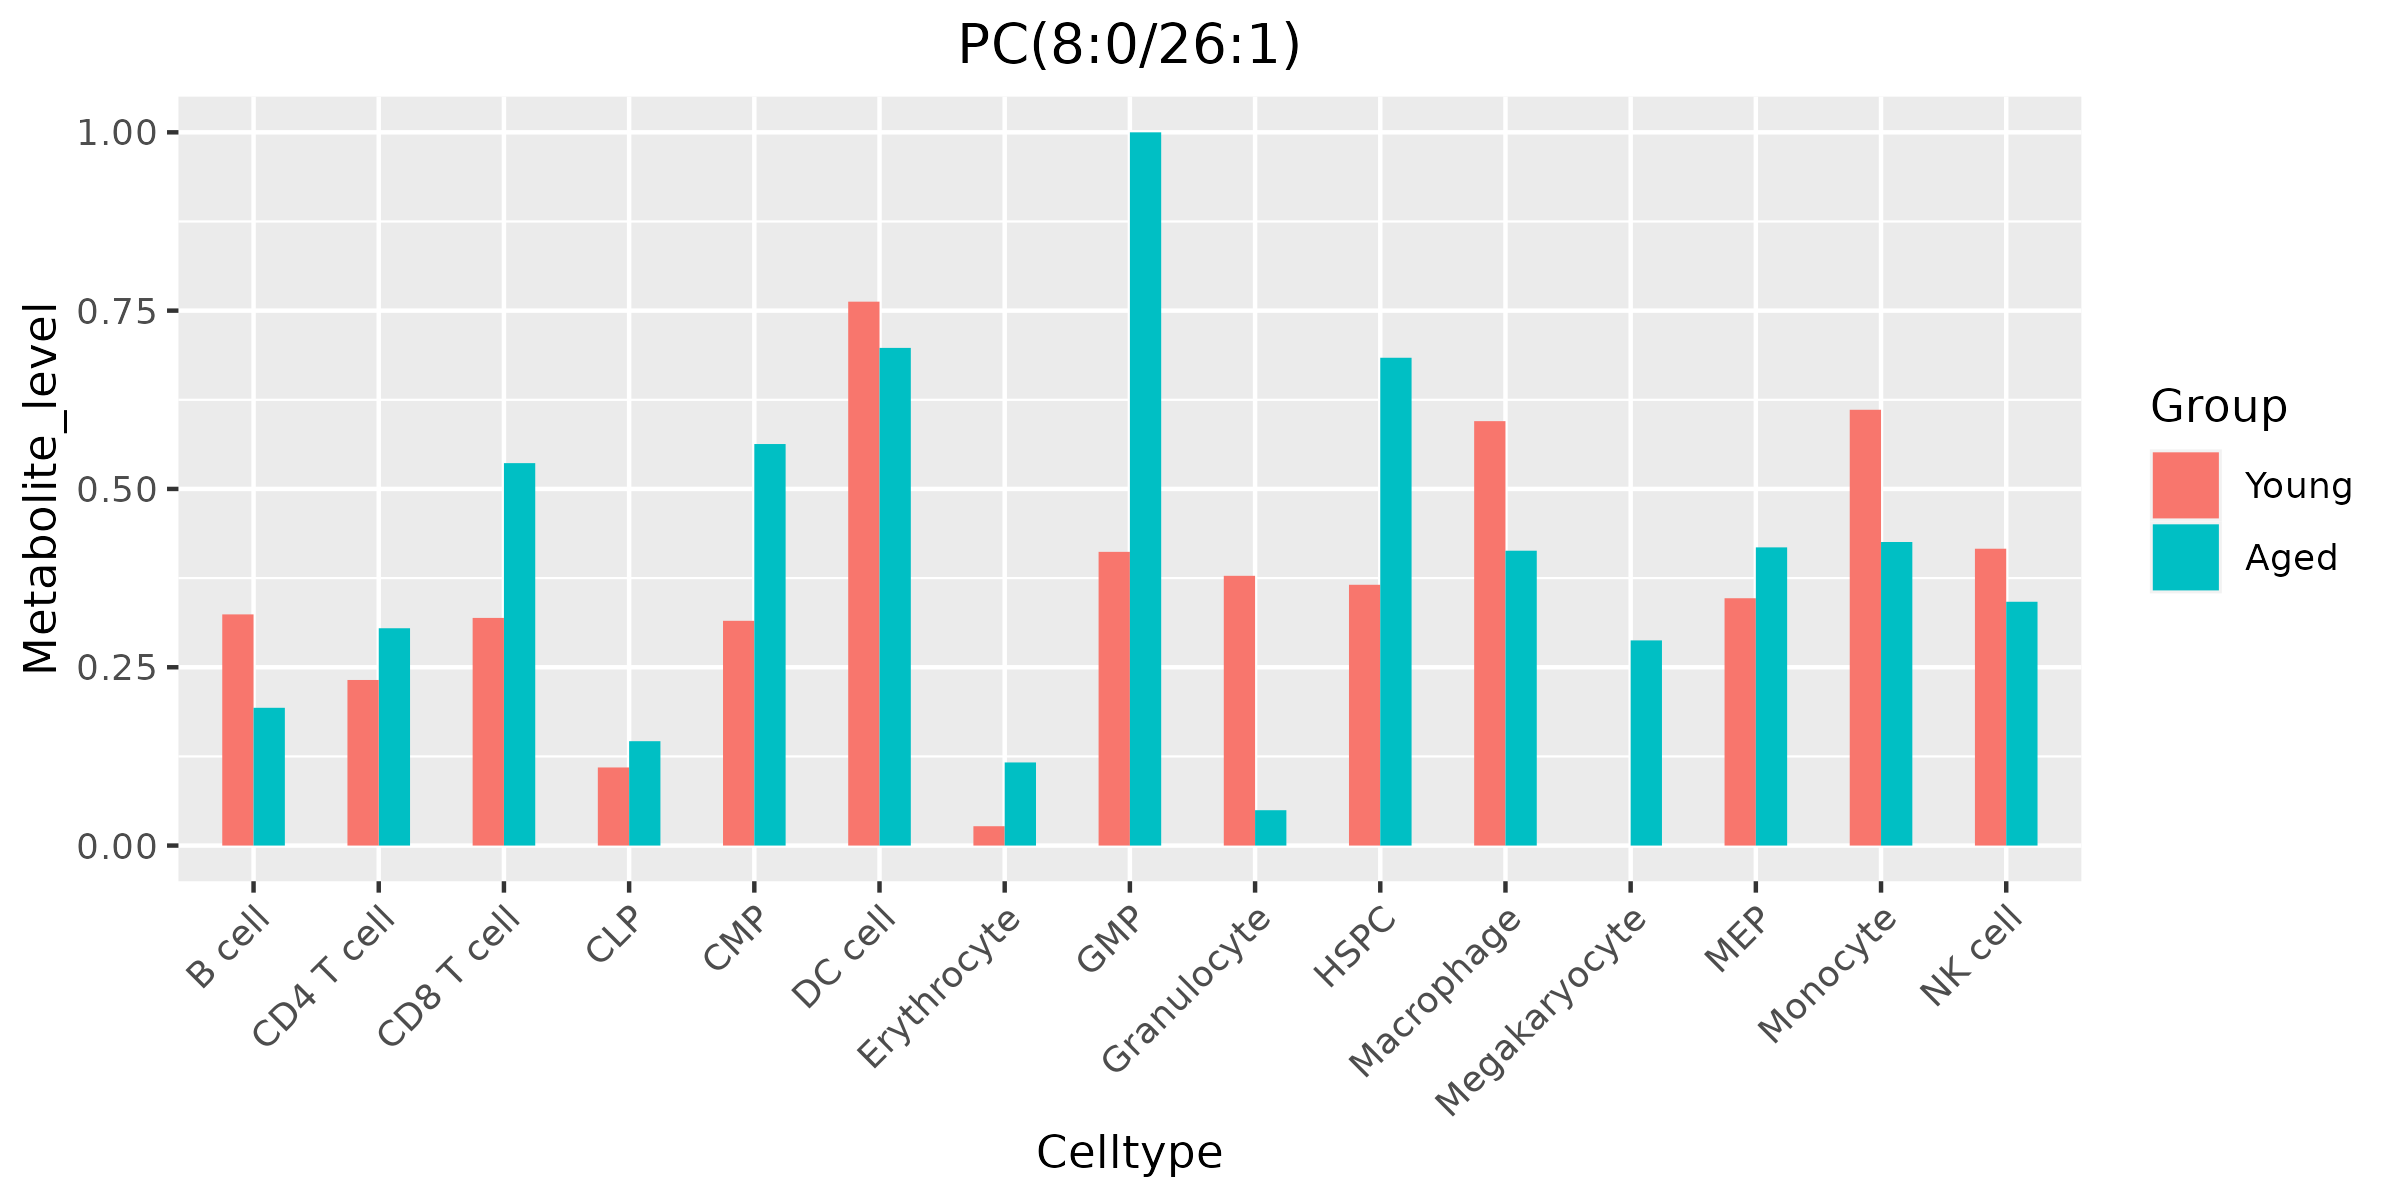 PC(8:0/26:1)
Metabolite_level
1.00
0.75
0.50
0.25
0.00
B cell
CD4 T cell
CD8 T cell
CLP
CMP
DC cell
Erythrocyte
GMP
Granulocyte
HSPC
Macrophage
Megakaryocyte
MEP
Monocyte
NK cell
Celltype
Group
Young
Aged